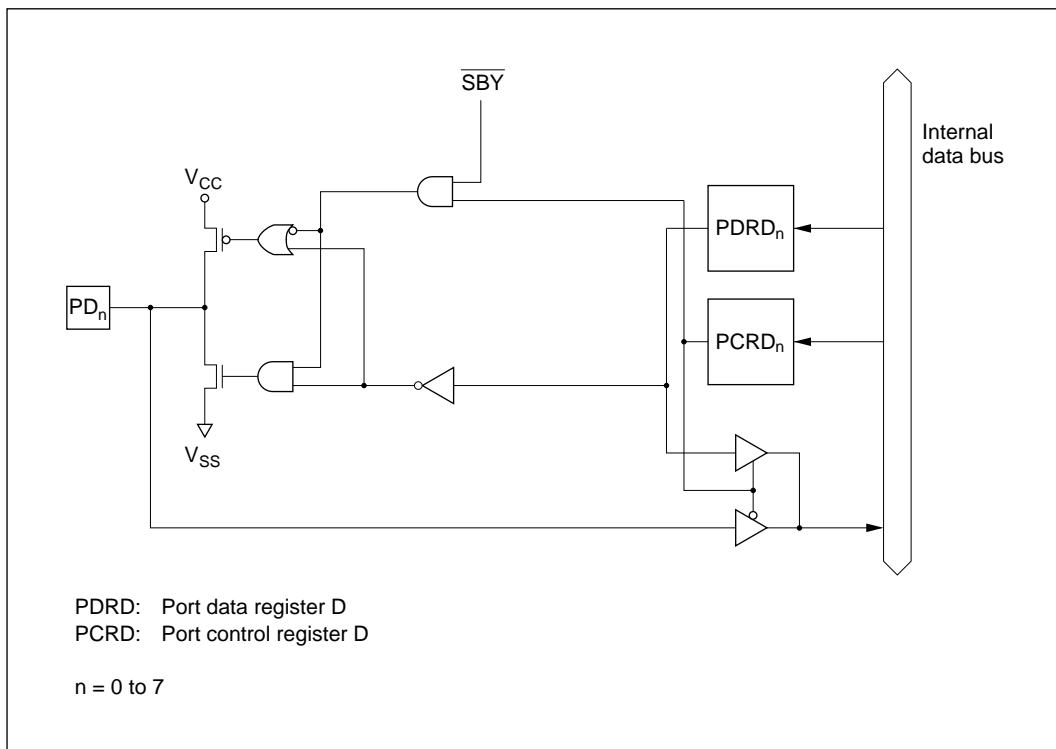 SBY
Internal
data bus
VCC
PDRDn
PDn
PCRDn
VSS
PDRD: Port data register D
PCRD: Port control register D
n = 0 to 7